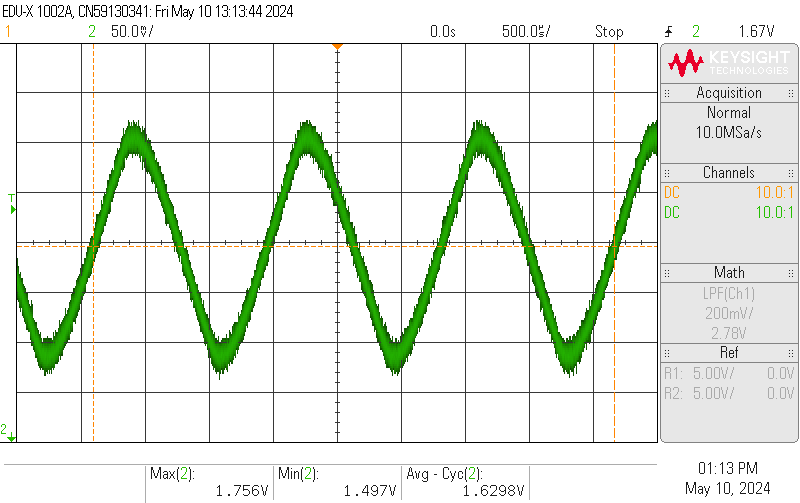 EDU-X 1002A, CN59130341: Fri May 10 13:13:44 2024
1 2 50.0mV/ 0.0s 500.0us/ Stop 2 1.67V
KEYSIGHT
TECHNOLOGIES
Acquisition
Normal
10.0MSa/s
Channels
DC 10.0:1
DC 10.0:1
T
Math
LPF(Ch1)
200mV/
2.78V
Ref
R1: 5.00V/ 0.0V
R2: 5.00V/ 0.0V
2
Max(2): Min(2): Avg - Cyc(2):
1.756V 1.497V 1.6298V
01:13 PM
May 10, 2024